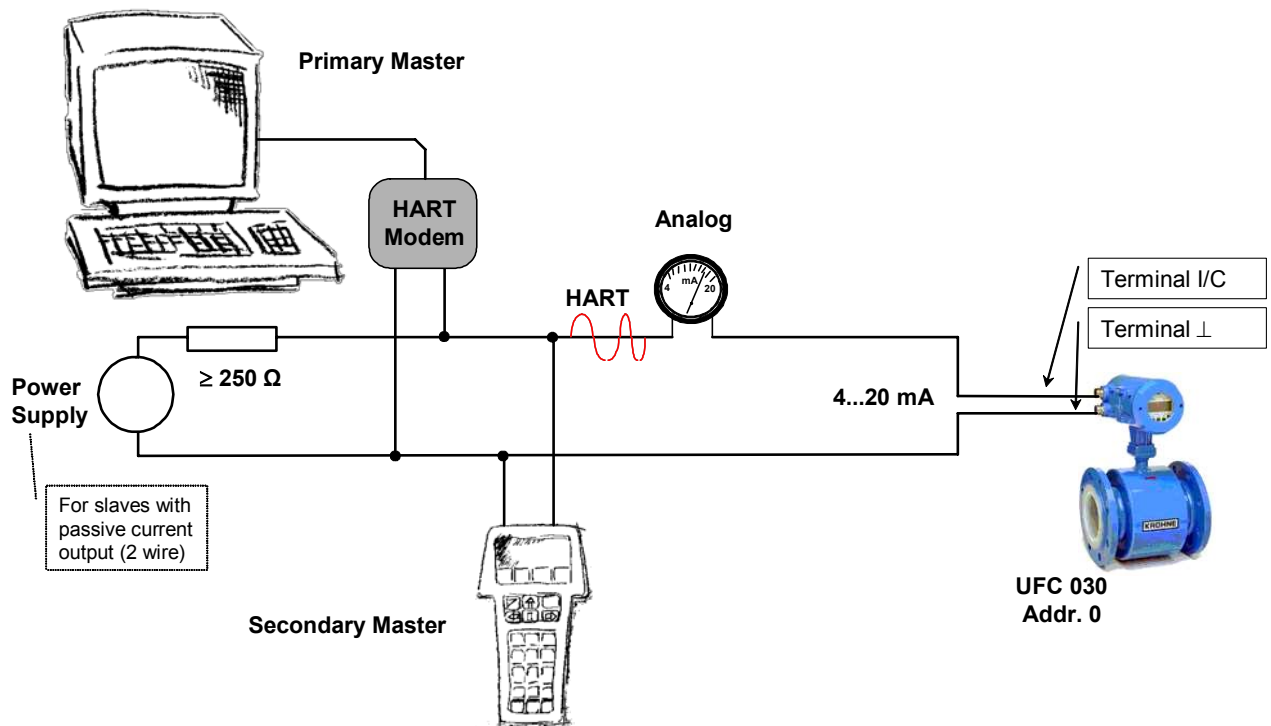 Primary Master
HART
Modem
Analog
4
mA
20
HART
Terminal I/C
Terminal ⊥
≥ 250 Ω
Power
Supply
4...20 mA
For slaves with
passive current
output (2 wire)
KROHNE
UFC 030
Addr. 0
Secondary Master